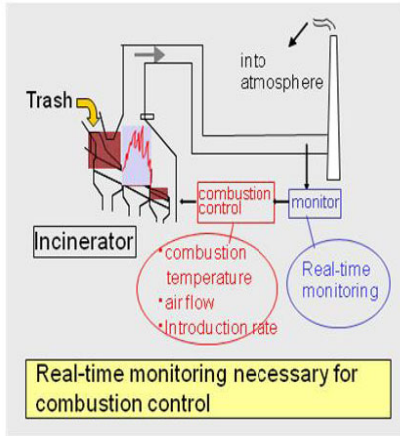 into
atmosphere
Trash
combustion
control
monitor
Incinerator
•combustion
temperature
•air flow
•Introduction rate
Real-time
monitoring
Real-time monitoring necessary for
combustion control